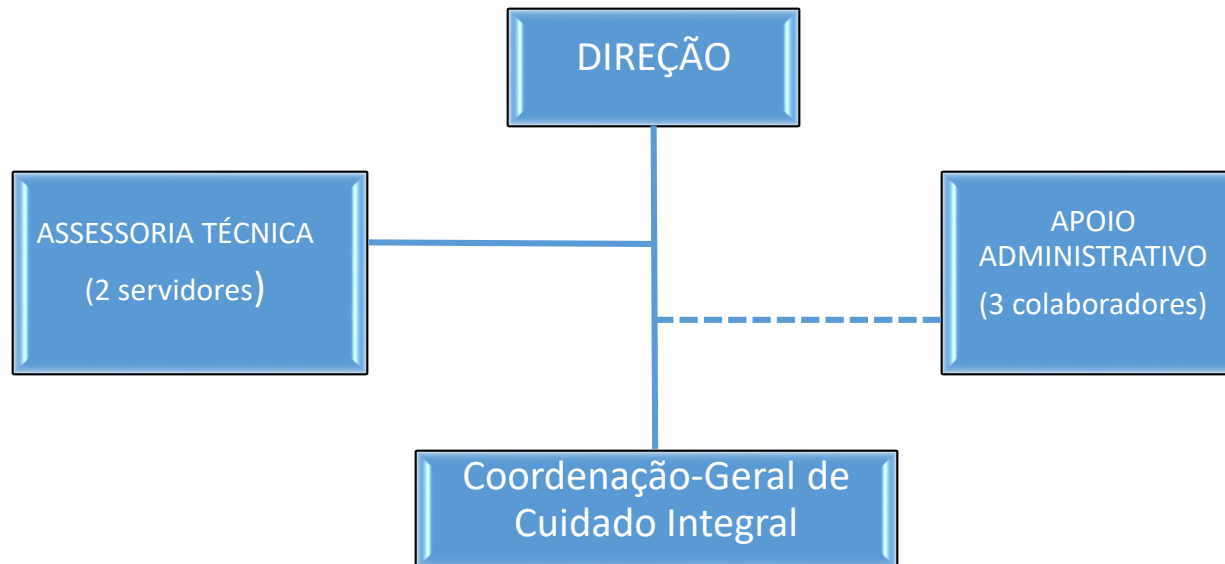 DIREÇÃO
ASSESSORIA TÉCNICA
(2 servidores)
APOIO
ADMINISTRATIVO
(3 colaboradores)
Coordenação-Geral de
Cuidado Integral